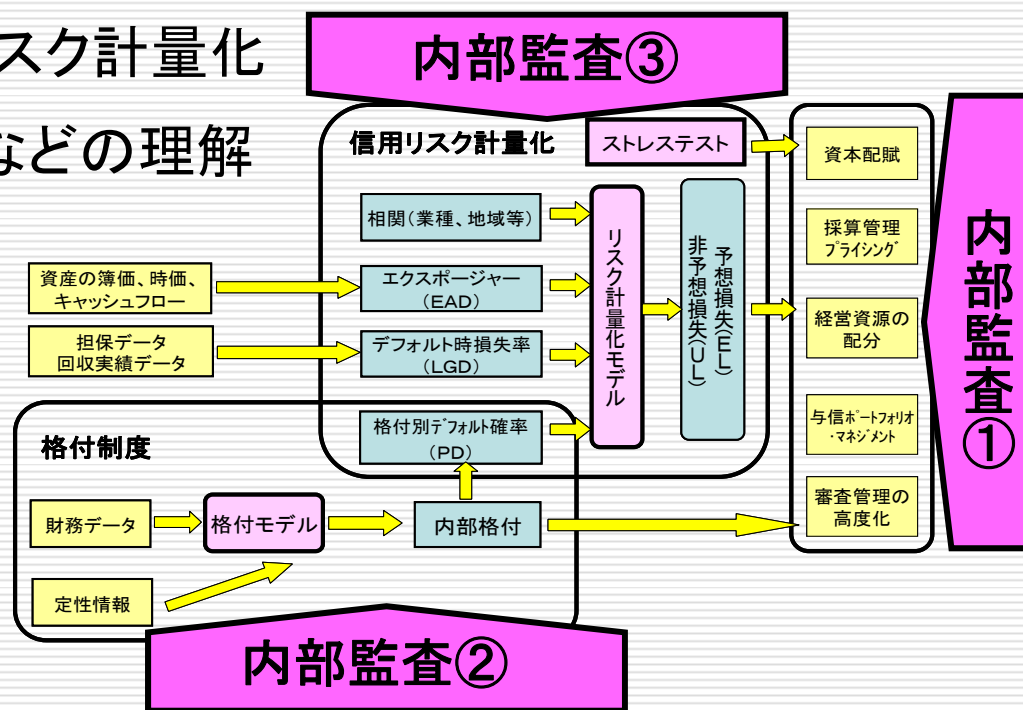 スク計量化
などの理解
内部監査③
信用リスク計量化
ストレステスト
相関(業種、地域等)
資産の簿価、時価、
キャッシュフロー
エクスポージャー
(EAD)
担保データ
回収実績データ
デフォルト時損失率
(LGD)
格付別デフォルト確率
(PD)
リスク計量化モデル
予想損失(EL)
非予想損失(UL)
資本配賦
採算管理
プライシング
経営資源の
配分
与信ポートフォリオ
・マネジメント
審査管理の
高度化
内部監査①
格付制度
財務データ
格付モデル
内部格付
定性情報
内部監査②